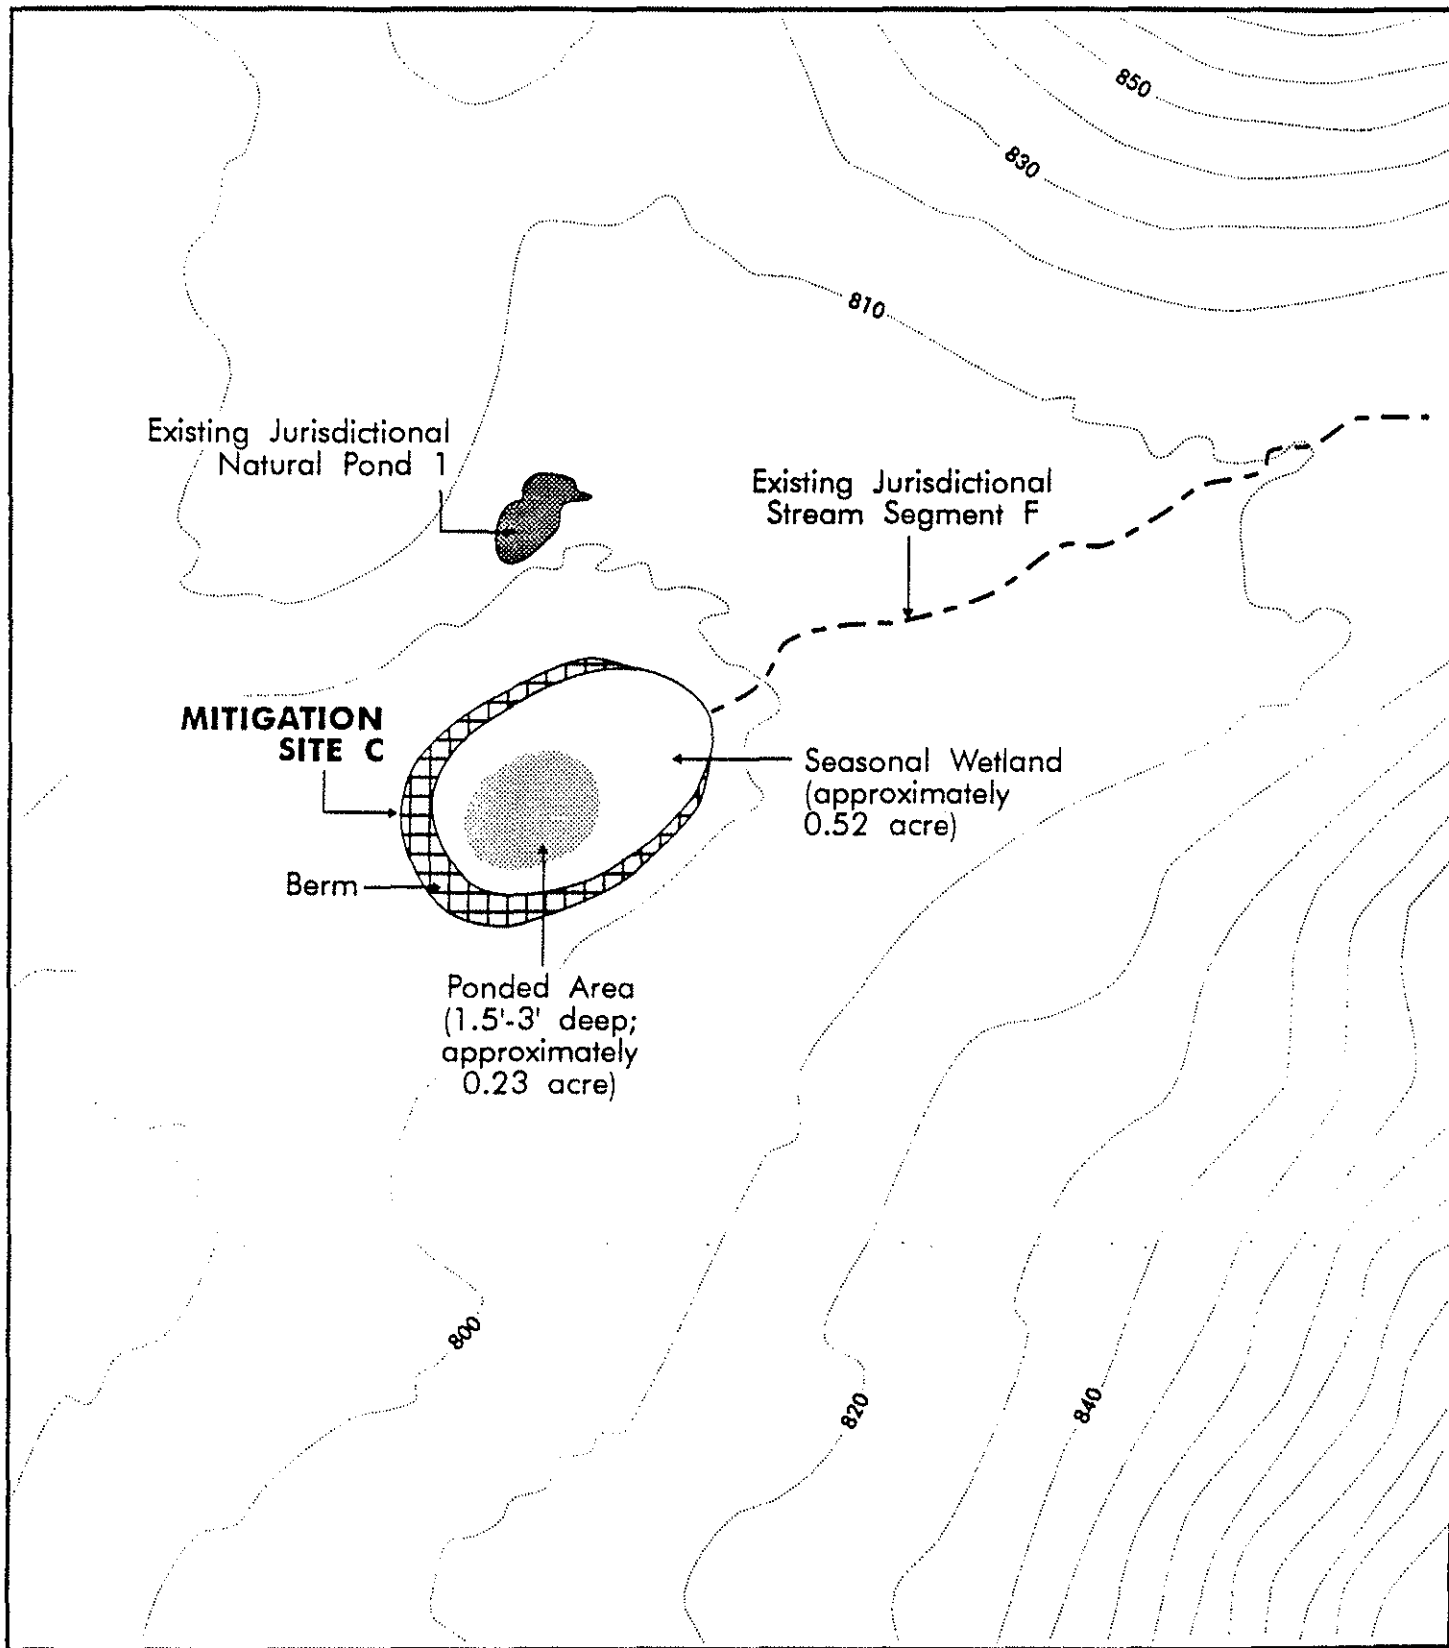 850
830
810
Existing Jurisdictional
Natural Pond 1
Existing Jurisdictional
Stream Segment F
MITIGATION
SITE C
Seasonal Wetland
(approximately
0.52 acre)
Berm
Ponded Area
(1.5'-3' deep;
approximately
0.23 acre)
800
820
840